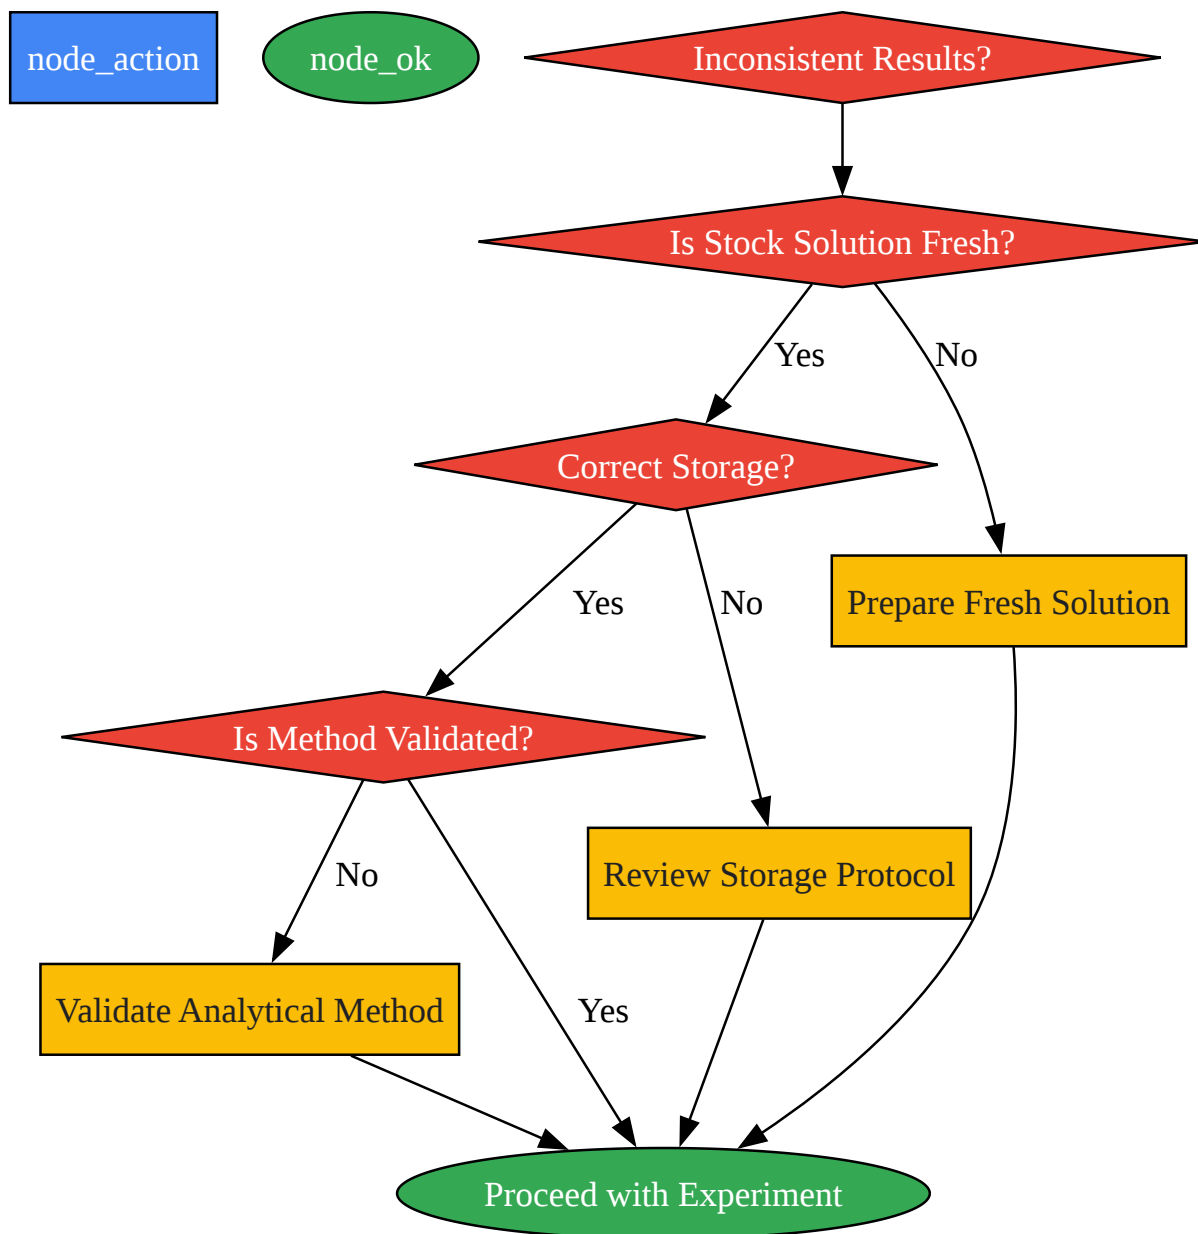 node_action
node_ok
Inconsistent Results?
Is Stock Solution Fresh?
Yes
No
Correct Storage?
Yes
No
Prepare Fresh Solution
Is Method Validated?
No
Review Storage Protocol
Validate Analytical Method
Yes
Proceed with Experiment